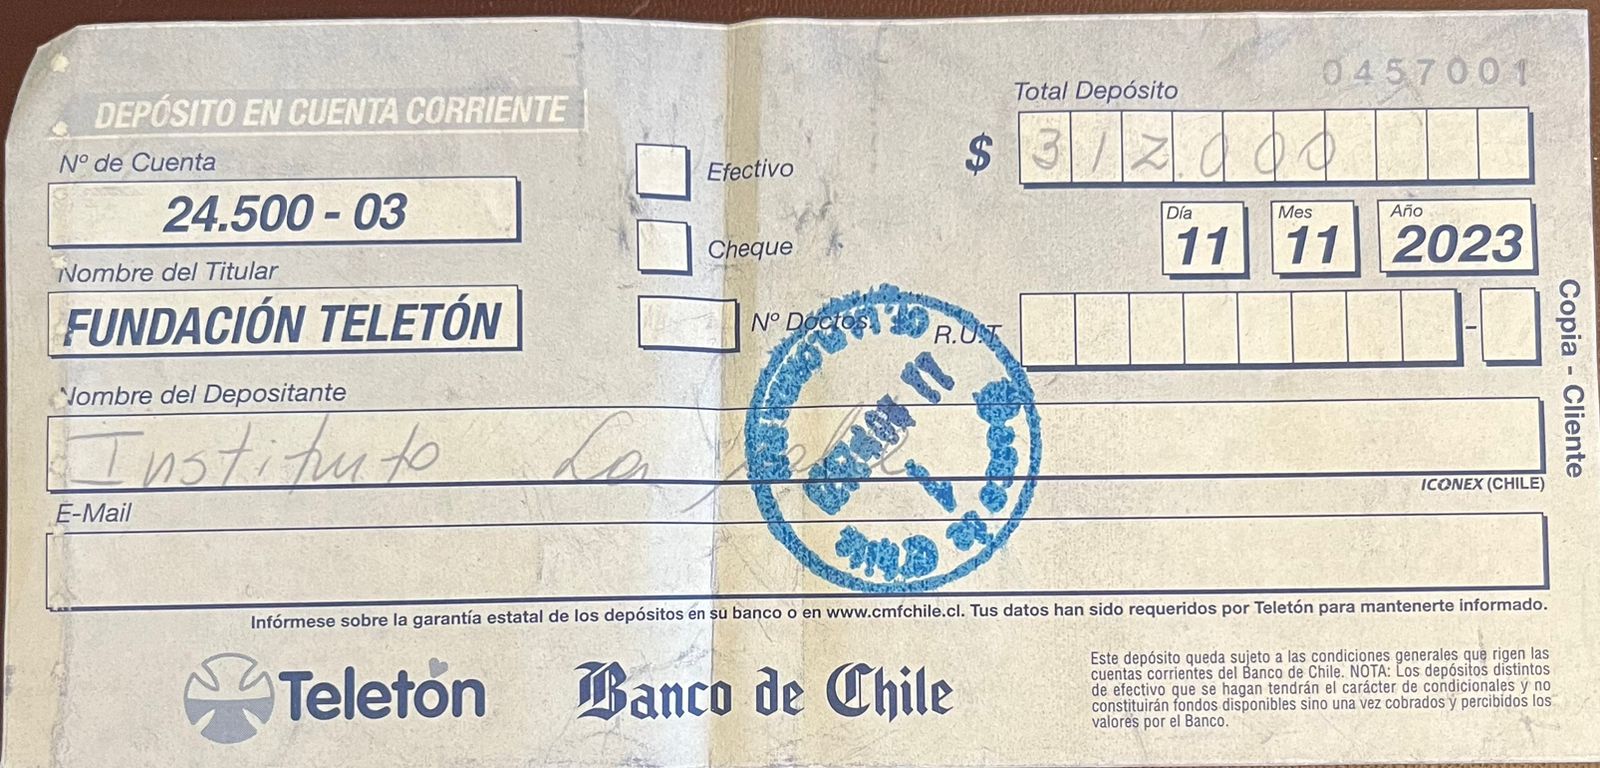 0457001
DEPÓSITO EN CUENTA CORRIENTE
Total Depósito
$ 312.000
Nº de Cuenta
24.500 - 03
Efectivo
Cheque
Nº Doctos.
Día
11
Mes
11
Año
2023
Nombre del Titular
FUNDACIÓN TELETÓN
R.U.T
-
Nombre del Depositante
Instituto La
E-Mail
ICONEX (CHILE)
Copia - Cliente
Infórmese sobre la garantía estatal de los depósitos en su banco o en www.cmfchile.cl. Tus datos han sido requeridos por Teletón para mantenerte informado.
Teletón
Banco de Chile
Este depósito queda sujeto a las condiciones generales que rigen las
cuentas corrientes del Banco de Chile. NOTA: Los depósitos distintos
de efectivo que se hagan tendrán el carácter de condicionales y no
constituirán fondos disponibles sino una vez cobrados y percibidos los
valores por el Banco.